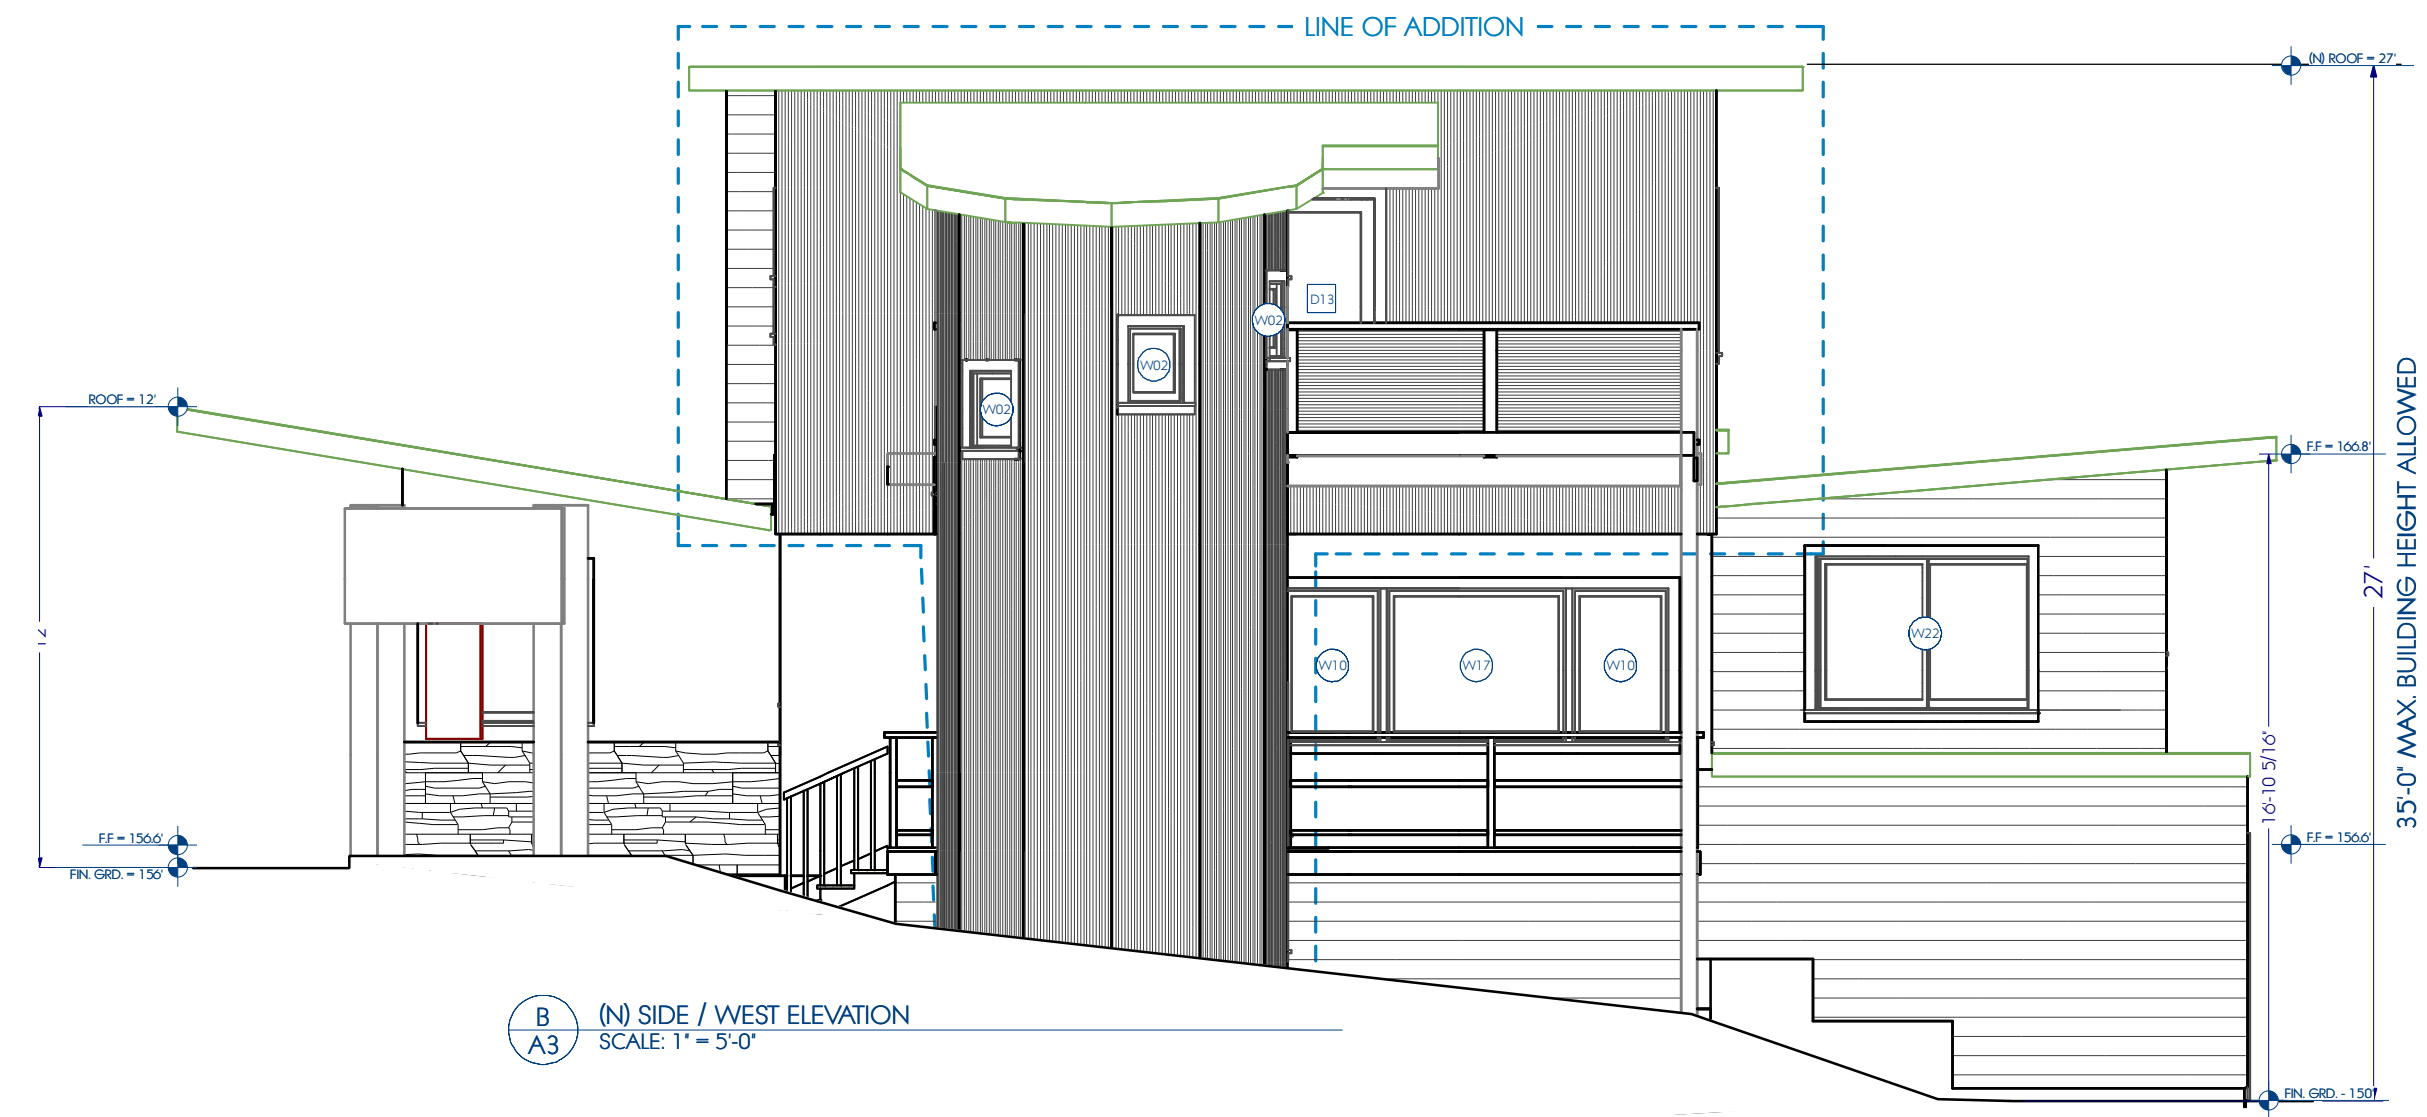 LINE OF ADDITION
(N) ROOF = 27'
D13
W02
W02
W02
ROOF = 12'
F.F = 166.8'
35'-0" MAX. BUILDING HEIGHT ALLOWED
27'
12'
W22
W10
W17
W10
16'-10 5/16"
F.F = 156.6'
F.F = 156.6'
FIN. GRD. = 156'
B
A3
(N) SIDE / WEST ELEVATION
SCALE: 1" = 5'-0"
FIN. GRD. - 150'